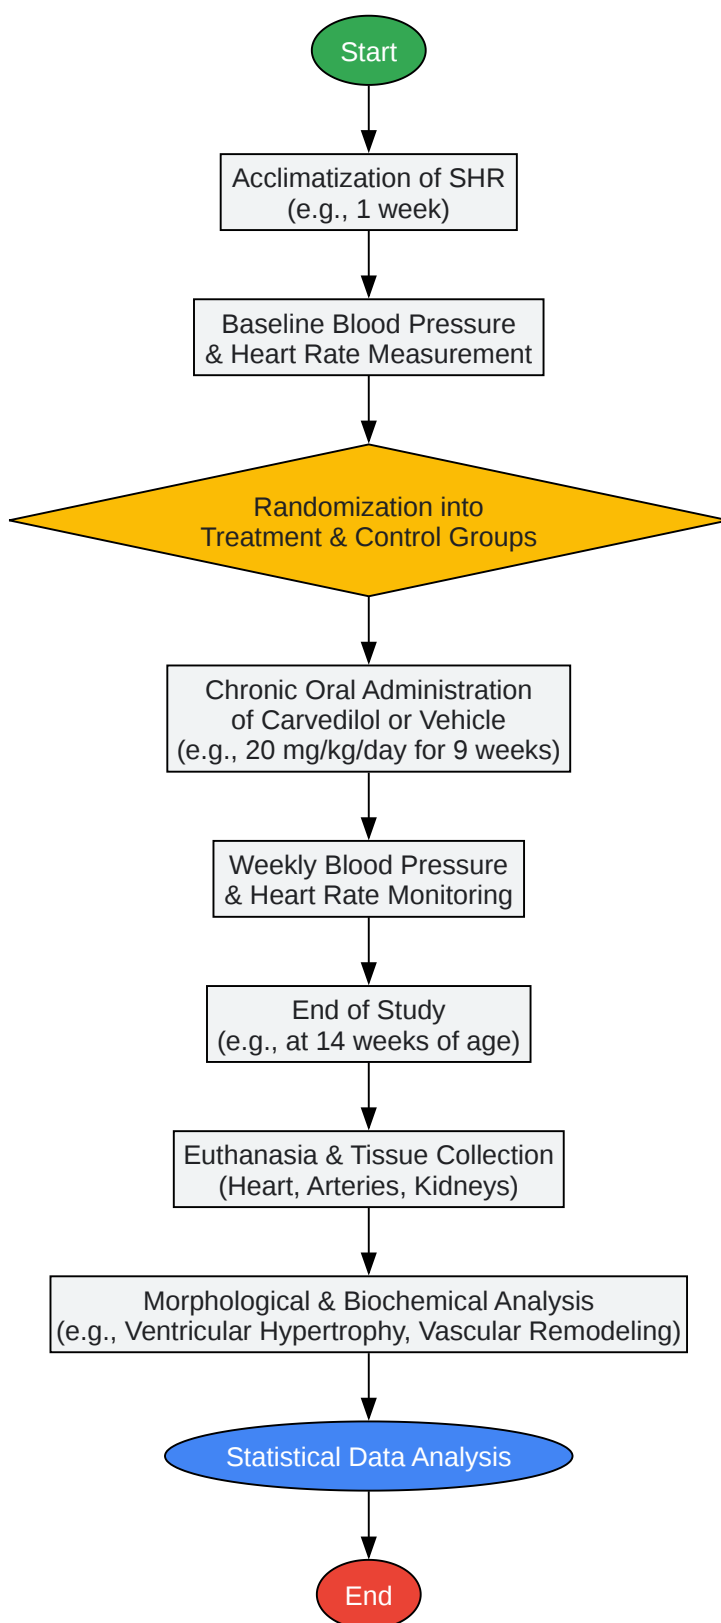 Start
Acclimatization of SHR
(e.g., 1 week)
Baseline Blood Pressure
& Heart Rate Measurement
Randomization into
Treatment & Control Groups
Chronic Oral Administration
of Carvedilol or Vehicle
(e.g., 20 mg/kg/day for 9 weeks)
Weekly Blood Pressure
& Heart Rate Monitoring
End of Study
(e.g., at 14 weeks of age)
Euthanasia & Tissue Collection
(Heart, Arteries, Kidneys)
Morphological & Biochemical Analysis
(e.g., Ventricular Hypertrophy, Vascular Remodeling)
Statistical Data Analysis
End